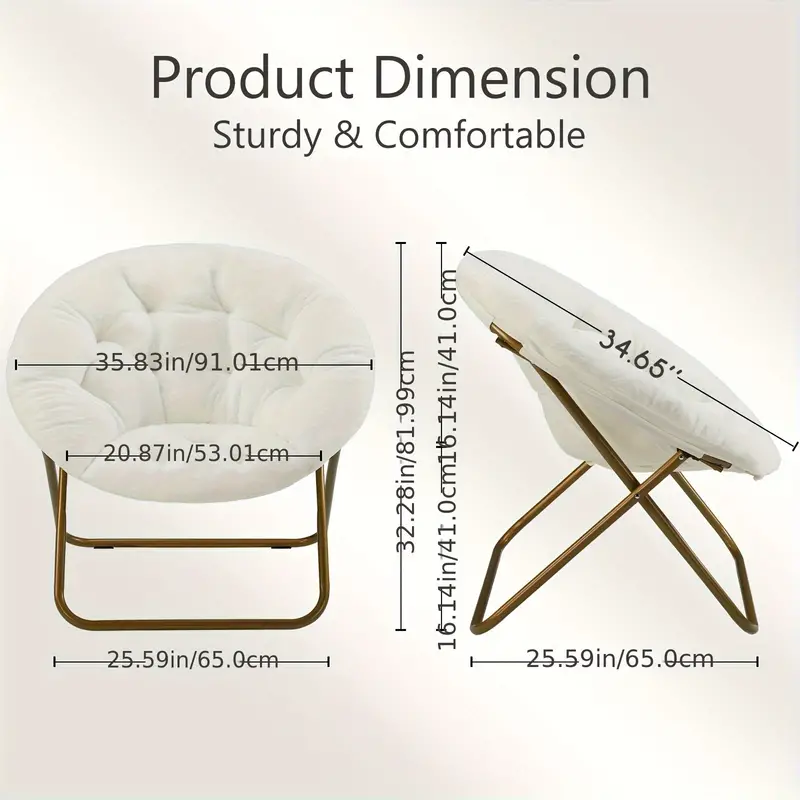 Product Dimension
Sturdy & Comfortable
35.83in/91.01cm
20.87in/53.01cm
25.59in/65.0cm
32.28in/81.99cm
16.14in/41.0cm
16.14in/41.0cm
34.65''
25.59in/65.0cm